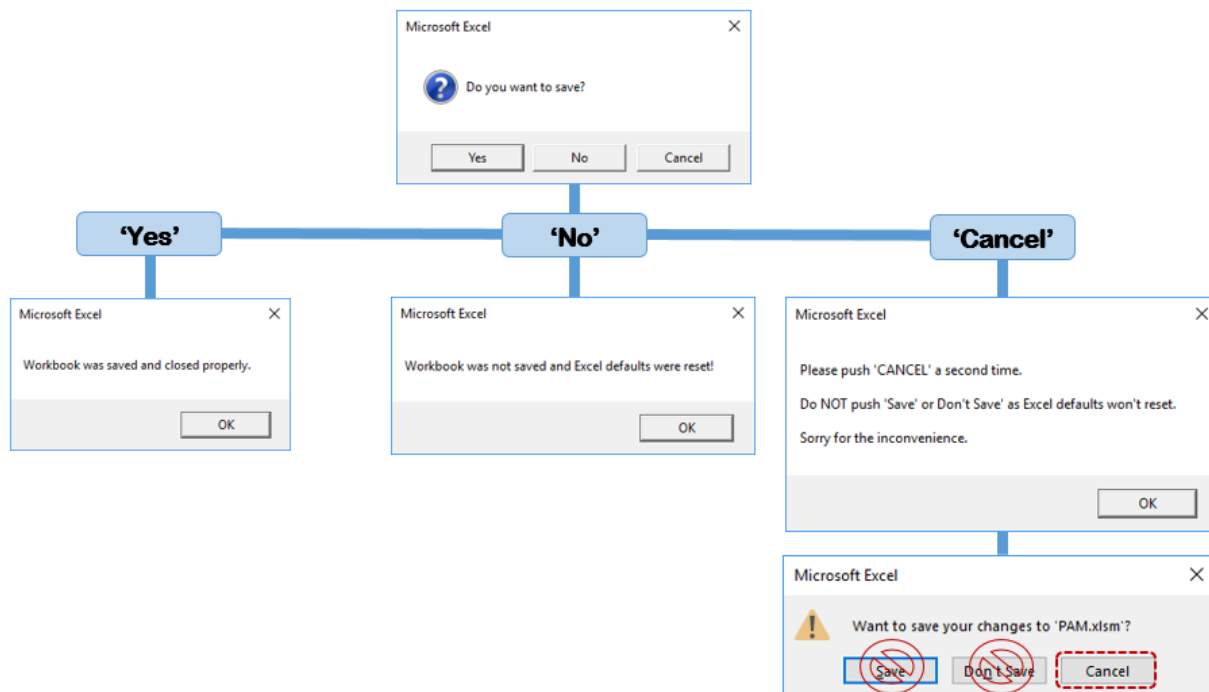 Microsoft Excel
Do you want to save?
Yes No Cancel
‘Yes’ ‘No’ ‘Cancel’
Microsoft Excel
Workbook was saved and closed properly.
OK
Microsoft Excel
Workbook was not saved and Excel defaults were reset!
OK
Microsoft Excel
Please push 'CANCEL' a second time.
Do NOT push 'Save' or Don't Save' as Excel defaults won't reset.
Sorry for the inconvenience.
OK
Microsoft Excel
Want to save your changes to 'PAM.xlsm'?
Save Don't Save Cancel